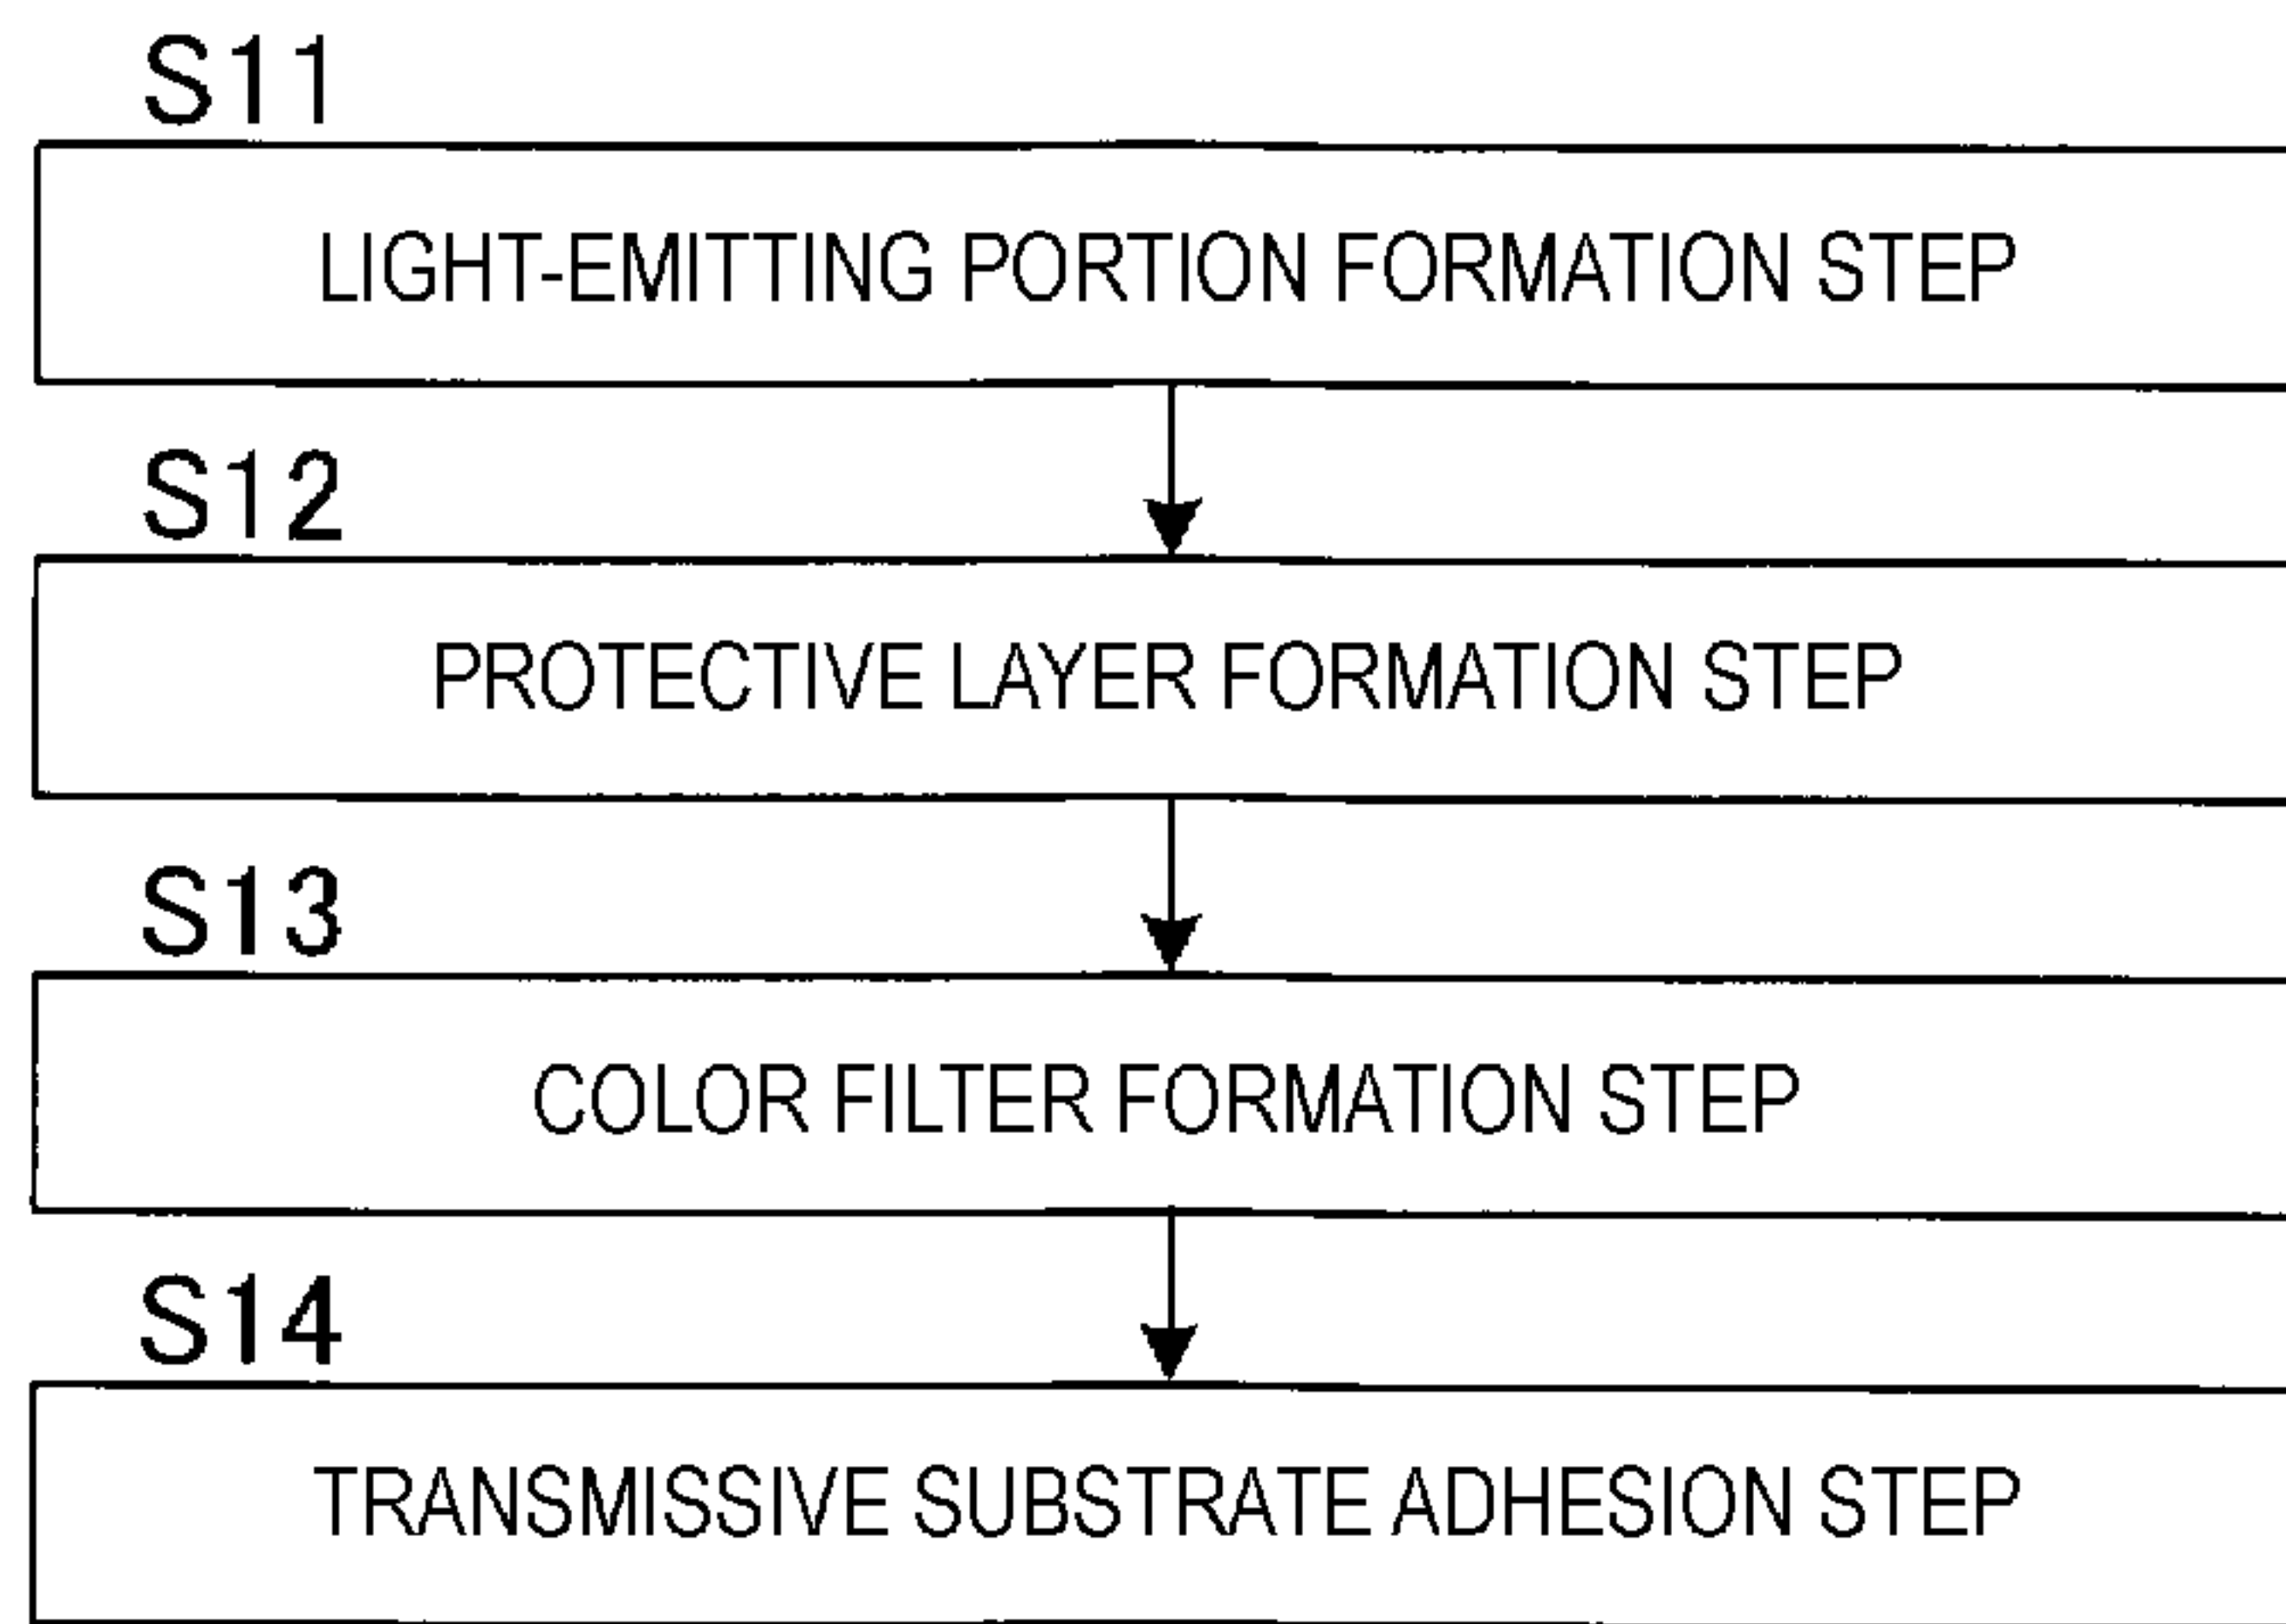 S11
LIGHT-EMITTING PORTION FORMATION STEP
S12
PROTECTIVE LAYER FORMATION STEP
S13
COLOR FILTER FORMATION STEP
S14
TRANSMISSIVE SUBSTRATE ADHESION STEP